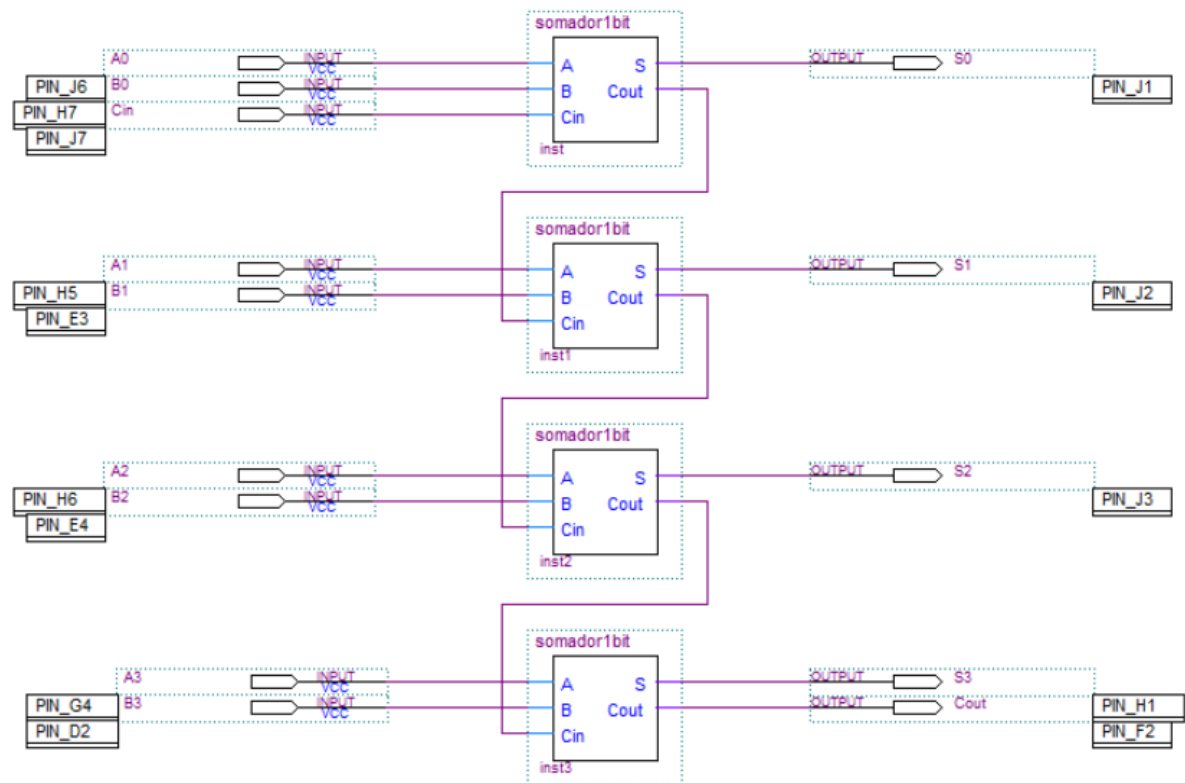 somador1bit
A0 INPUT VCC A S OUTPUT S0
PIN_J6 B0 INPUT VCC B Cout PIN_J1
PIN_H7 Cin INPUT VCC Cin
PIN_J7
inst
somador1bit
A1 INPUT VCC A S OUTPUT S1
PIN_H5 B1 INPUT VCC B Cout PIN_J2
PIN_E3 Cin
inst1
somador1bit
A2 INPUT VCC A S OUTPUT S2
PIN_H6 B2 INPUT VCC B Cout PIN_J3
PIN_E4 Cin
inst2
somador1bit
A3 INPUT VCC A S OUTPUT S3
PIN_G4 B3 INPUT VCC B Cout OUTPUT Cout PIN_H1
PIN_D2 Cin PIN_F2
inst3